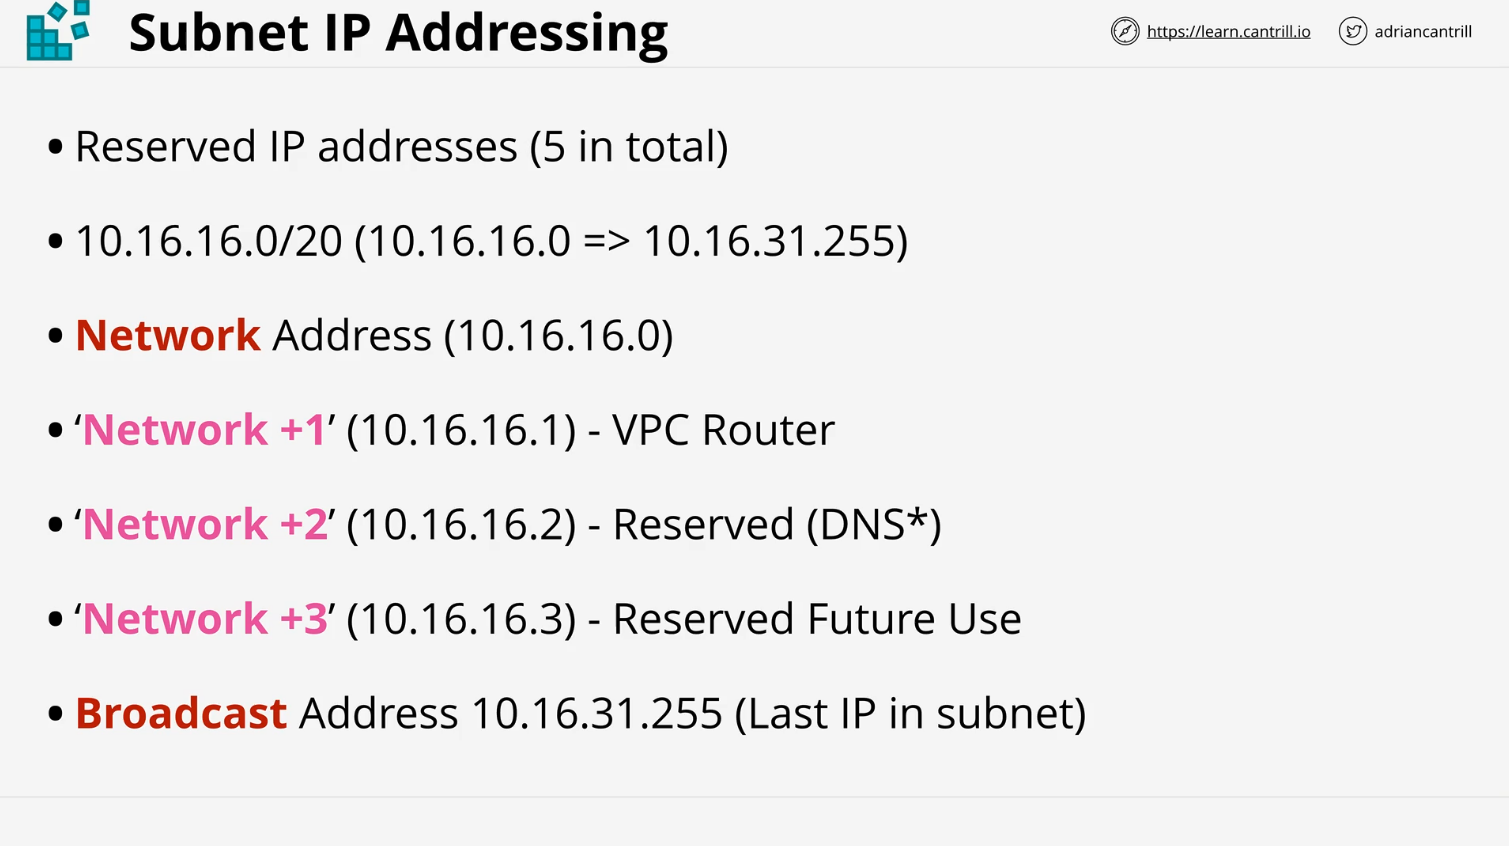 Subnet IP Addressing
https://learn.cantrill.io
adriancantrill
• Reserved IP addresses (5 in total)
• 10.16.16.0/20 (10.16.16.0 => 10.16.31.255)
• Network Address (10.16.16.0)
• ‘Network +1’ (10.16.16.1) - VPC Router
• ‘Network +2’ (10.16.16.2) - Reserved (DNS*)
• ‘Network +3’ (10.16.16.3) - Reserved Future Use
• Broadcast Address 10.16.31.255 (Last IP in subnet)